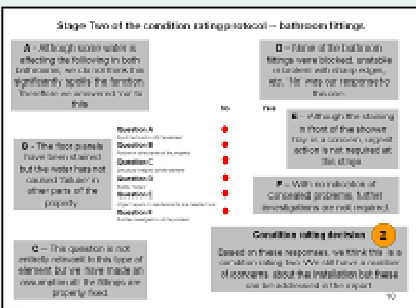 Stage Two of the condition rating protocol – bathroom fittings
A - Although some water is
affecting the following in both
bathrooms, we do not think this
significantly 'spoils' the function.
Therefore we answered 'no' to
this
D – None of the bathroom
fittings were blocked, unstable
or broken with sharp edges,
etc. 'No' was our response to
this one.
No Yes
E – Although the staining
in front of the shower
tray is a concern, urgent
action is not required at
this stage
B - The floor panels
have been stained
but the water has not
caused 'failure' in
other parts of the
property.
Question A
Question B
Question C
Question D
Question E
Question F
F – With no indication of
concealed problems, further
investigations are not required.
C – This question is not
entirely relevant to this type of
element but we have made an
assumption all the fittings are
properly fixed.
Condition rating decision 2
Based on these responses, we think this is a
condition rating two. We still have a number
of concerns about the installation but these
can be addressed in the report
10